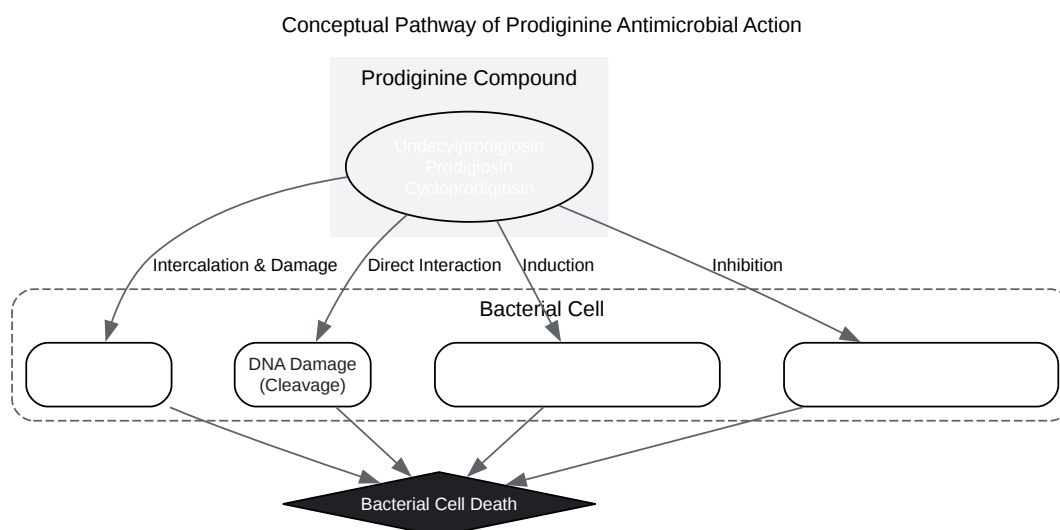 Conceptual Pathway of Prodiginine Antimicrobial Action
Prodiginine Compound
Undecylprodigiosin
Prodigiosin
Cycloprodigiosin
Intercalation & Damage
Direct Interaction
Induction
Inhibition
Bacterial Cell
DNA Damage
(Cleavage)
Bacterial Cell Death